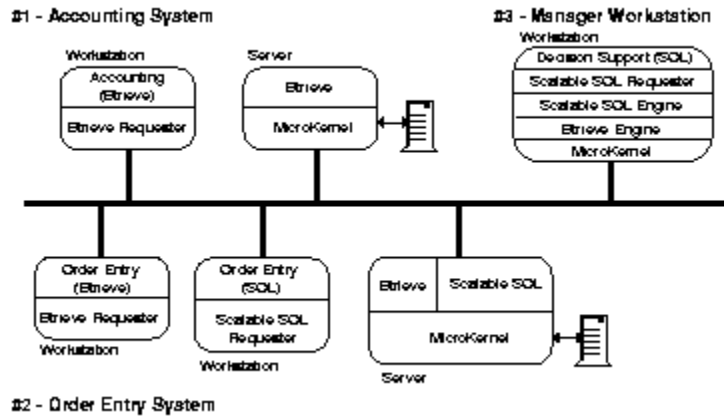 #1 - Accounting System
#3 - Manager Workstation
Workstation
Server
Workstation
Accounting
(Btrieve)
Btrieve Requester
Btrieve
MicroKernel
Decision Support (SQL)
Scalable SQL Requester
Scalable SQL Engine
Btrieve Engine
MicroKernel
Order Entry
(Btrieve)
Btrieve Requester
Workstation
Order Entry
(SQL)
Scalable SQL
Requester
Workstation
Btrieve
Scalable SQL
MicroKernel
Server
#2 - Order Entry System